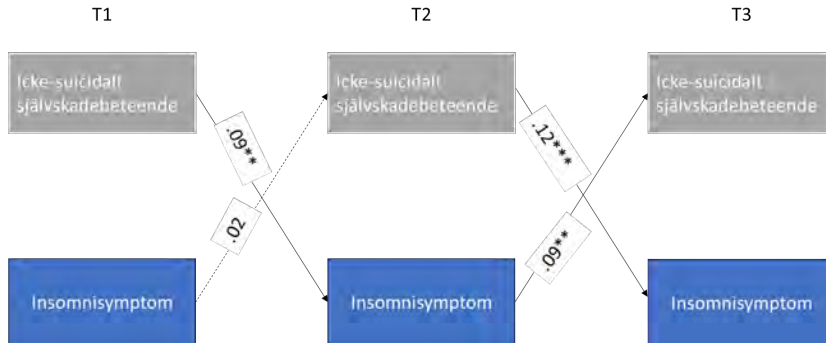 T1
T2
T3
Icke-suicidalt
självskadebeteende
Icke-suicidalt
självskadebeteende
Icke-suicidalt
självskadebeteende
.09**
.02
.12***
.09**
Insomnisymptom
Insomnisymptom
Insomnisymptom